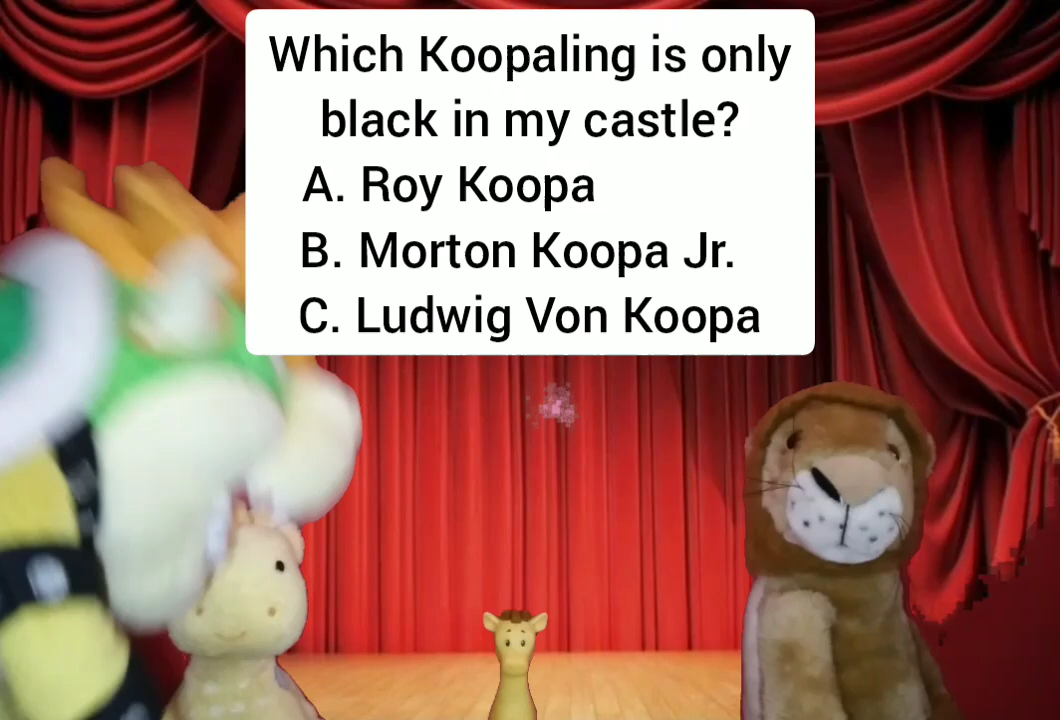 Which Koopaling is only
black in my castle?
A. Roy Koopa
B. Morton Koopa Jr.
C. Ludwig Von Koopa